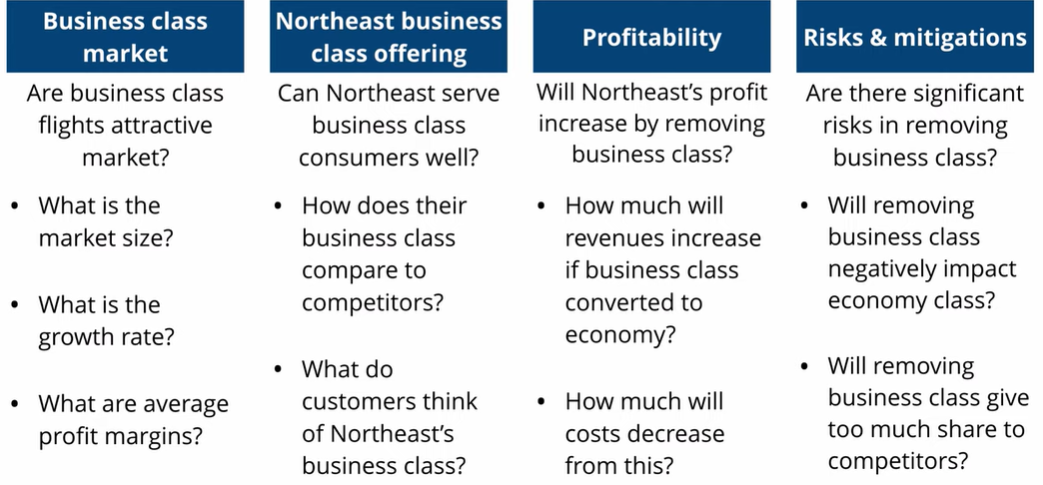 Business class
market
Are business class
flights attractive
market?
• What is the
market size?
• What is the
growth rate?
• What are average
profit margins?
Northeast business
class offering
Can Northeast serve
business class
consumers well?
• How does their
business class
compare to
competitors?
• What do
customers think
of Northeast's
business class?
Profitability
Will Northeast's profit
increase by removing
business class?
• How much will
revenues increase
if business class
converted to
economy?
• How much will
costs decrease
from this?
Risks & mitigations
Are there significant
risks in removing
business class?
• Will removing
business class
negatively impact
economy class?
• Will removing
business class give
too much share to
competitors?